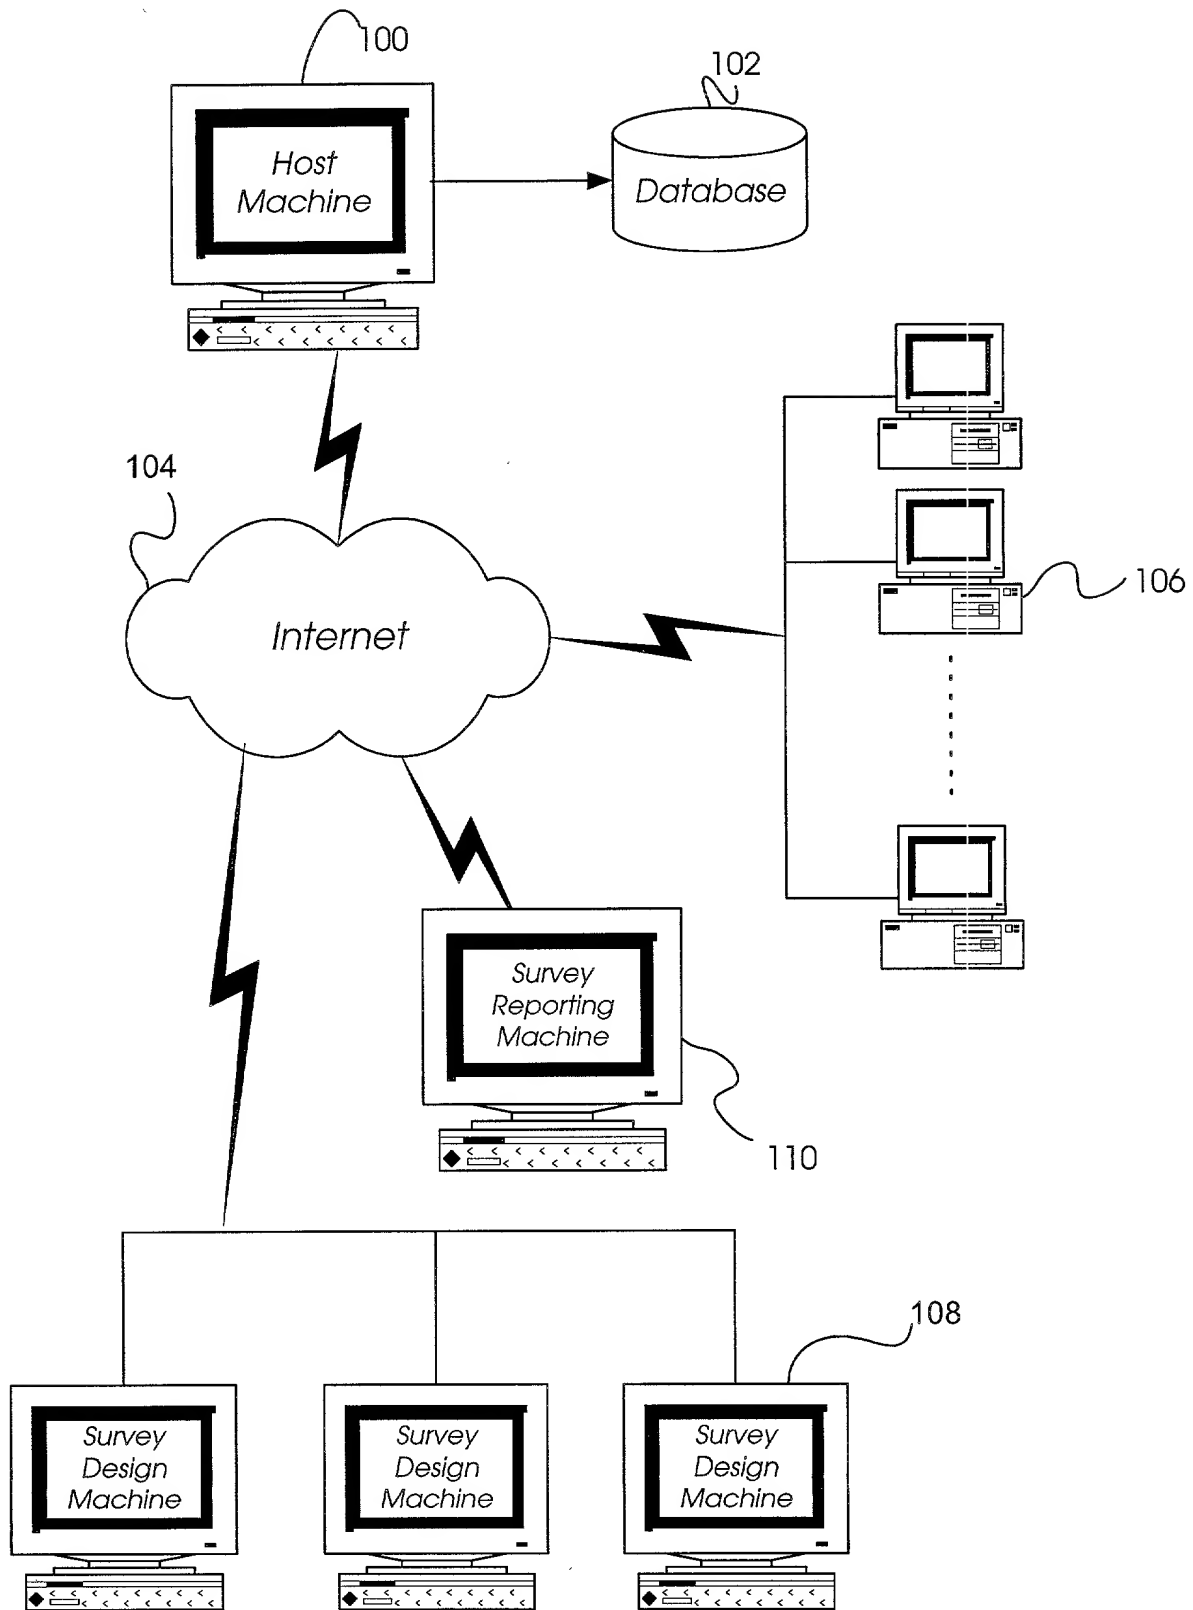 100
102
Host
Machine
Database
104
Internet
106
Survey
Reporting
Machine
110
108
Survey
Design
Machine
Survey
Design
Machine
Survey
Design
Machine